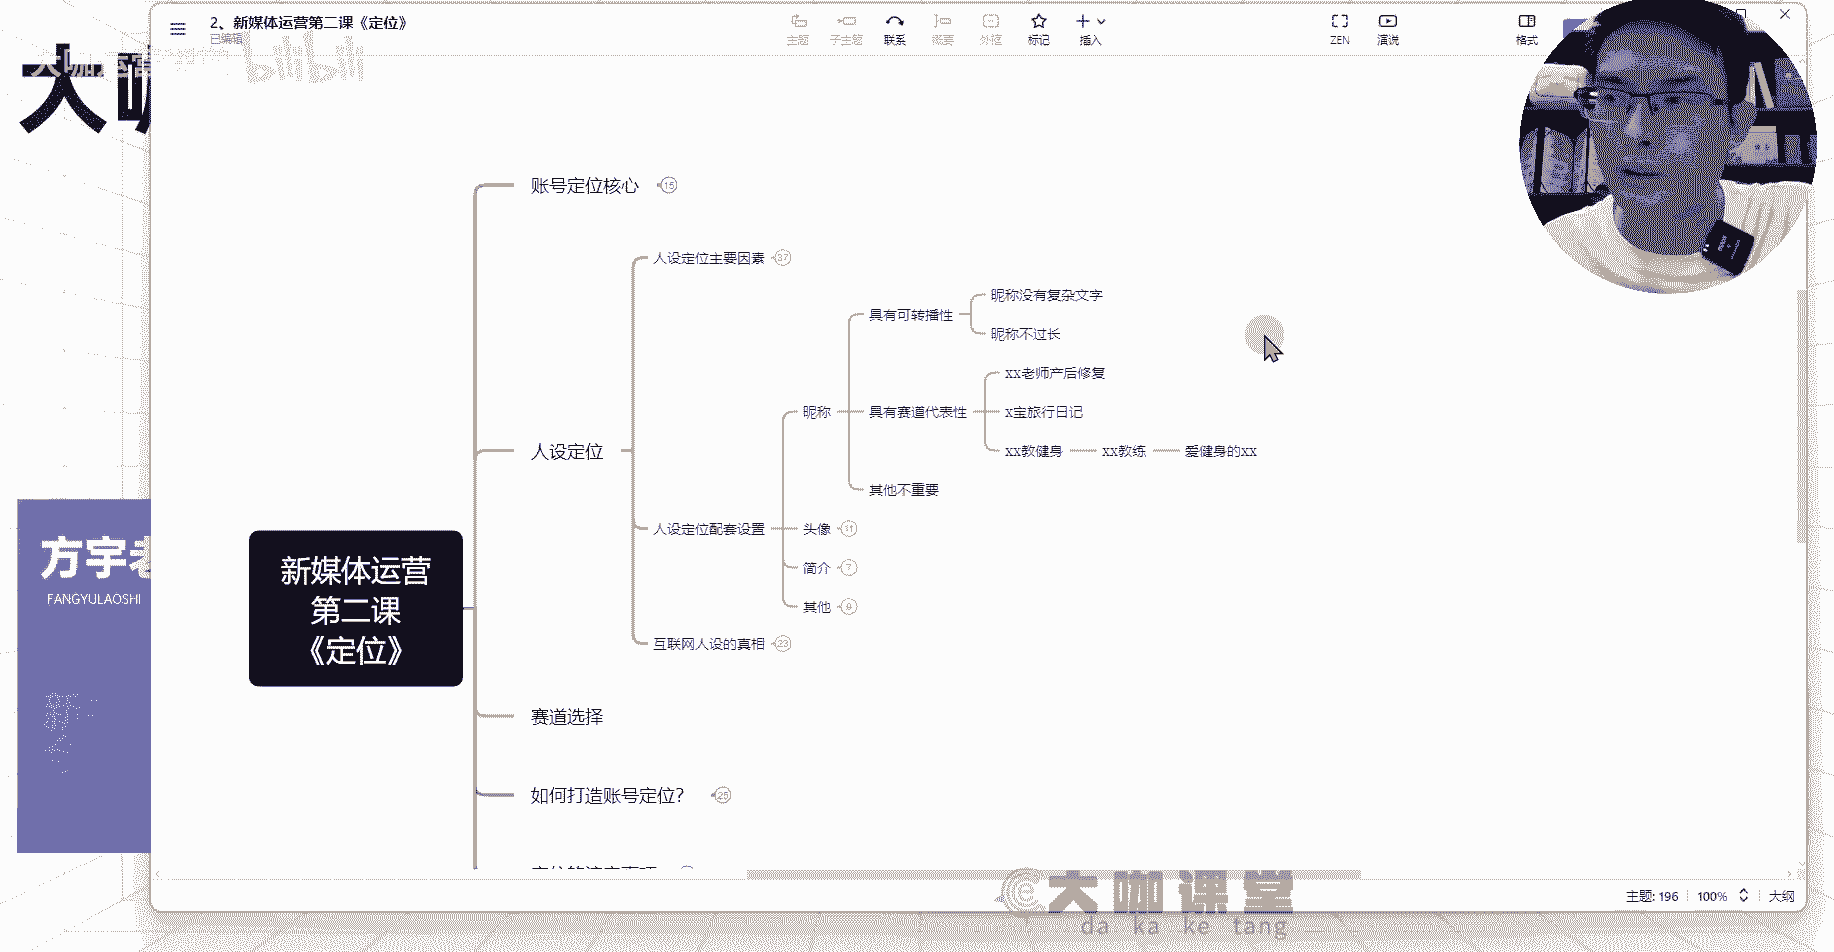 2、新媒体运营第二课《定位》
已编辑
主题
子主题
联系
概要
外框
标记
插入
ZEN
演说
格式
大咖运营
bilibili
大咖
账号定位核心
15
人设定位
人设定位主要因素
37
人设定位配套设置
昵称
具有可转播性
昵称没有复杂文字
昵称不过长
具有赛道代表性
xx老师产后修复
x宝旅行日记
xx教健身
xx教练
爱健身的xx
其他不重要
头像
简介
7
其他
互联网人设的真相
23
新媒体运营
第二课
《定位》
赛道选择
如何打造账号定位?
25
方宇老
FANGYULAOSHI
大咖课堂
da ka ke tang
主题: 196
100%
大纲